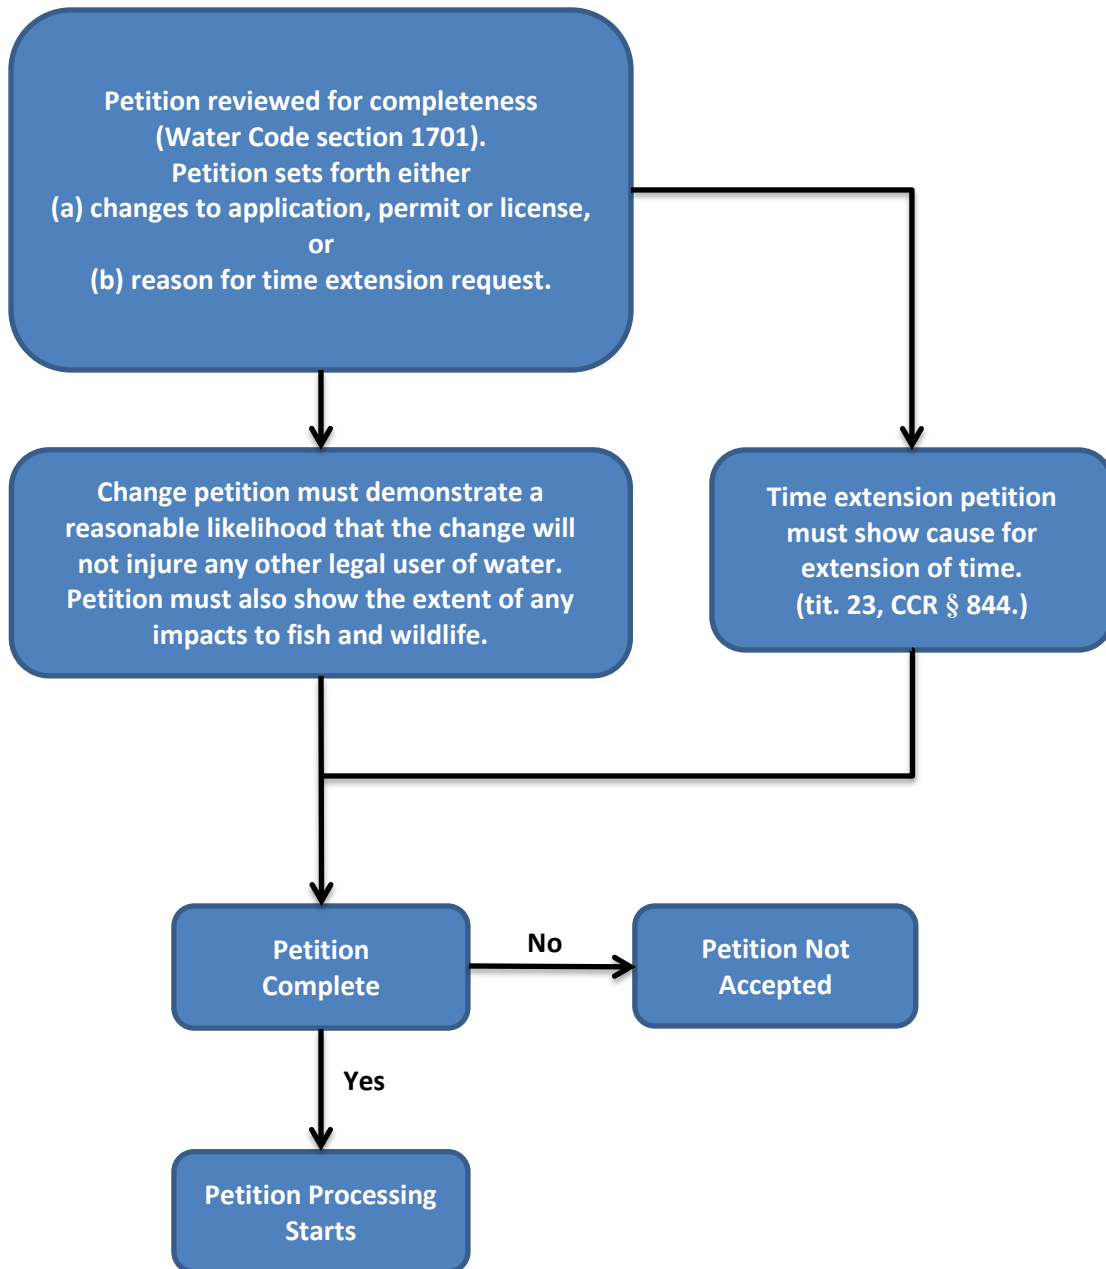 Petition reviewed for completeness
(Water Code section 1701).
Petition sets forth either
(a) changes to application, permit or license,
or
(b) reason for time extension request.
Change petition must demonstrate a
reasonable likelihood that the change will
not injure any other legal user of water.
Petition must also show the extent of any
impacts to fish and wildlife.
Time extension petition
must show cause for
extension of time.
(tit. 23, CCR § 844.)
Petition
Complete
No
Petition Not
Accepted
Yes
Petition Processing
Starts